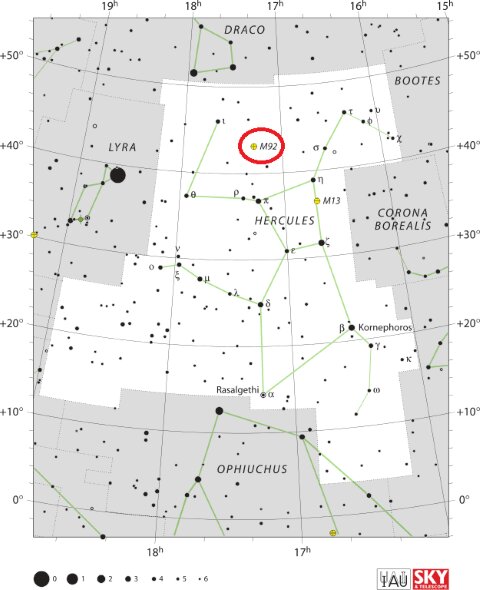 19h 18h 17h 16h 15h
DRACO
+50° +50°
BOOTES
ι τ υ φ
χ
+40° M92 σ +40°
LYRA
η
θ ρ π M13
HERCULES CORONA
BOREALIS
+30° ε ζ +30°
ν
ο ξ μ
λ δ
+20° β Kornephoros +20°
γ κ
Rasalgethi α ω
+10° +10°
OPHIUCHUS
0° 0°
18h 17h
0 1 2 3 4 5 6
IAU SKY
& TELESCOPE